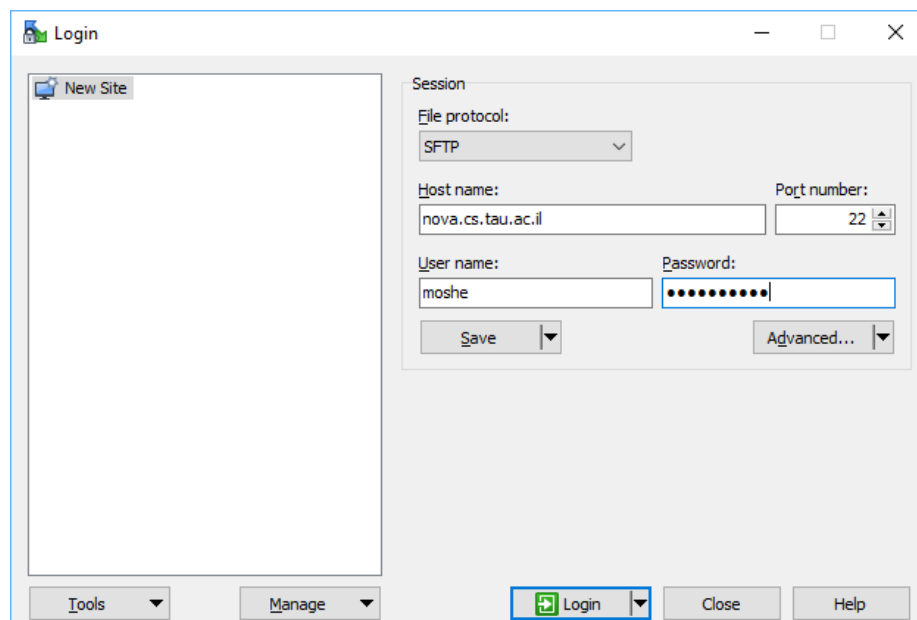 Login
New Site
Session
File protocol:
SFTP
Host name:
Port number:
nova.cs.tau.ac.il
22
User name:
Password:
moshe
●●●●●●●●●●
Save
Advanced...
Tools
Manage
Login
Close
Help